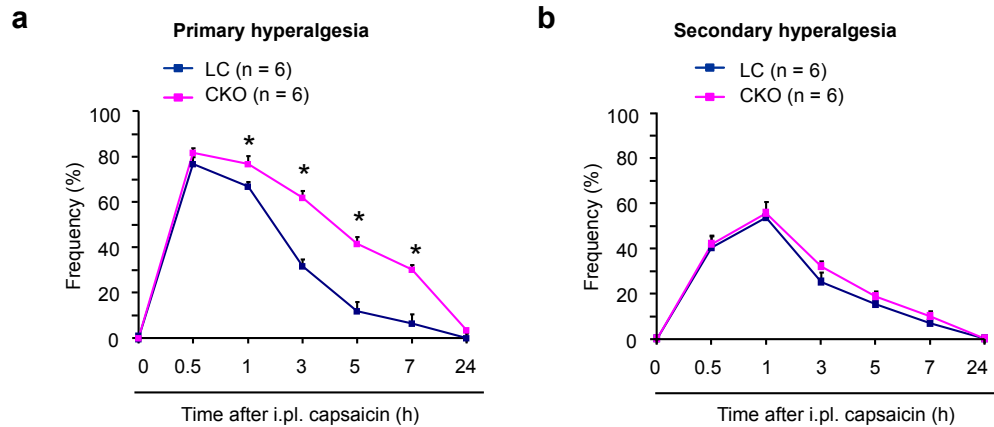 a
Primary hyperalgesia
LC (n = 6)
CKO (n = 6)
100
80
60
40
20
0
Frequency (%)
*
*
*
*
0 0.5 1 3 5 7 24
Time after i.pl. capsaicin (h)
b
Secondary hyperalgesia
LC (n = 6)
CKO (n = 6)
100
80
60
40
20
0
Frequency (%)
0 0.5 1 3 5 7 24
Time after i.pl. capsaicin (h)